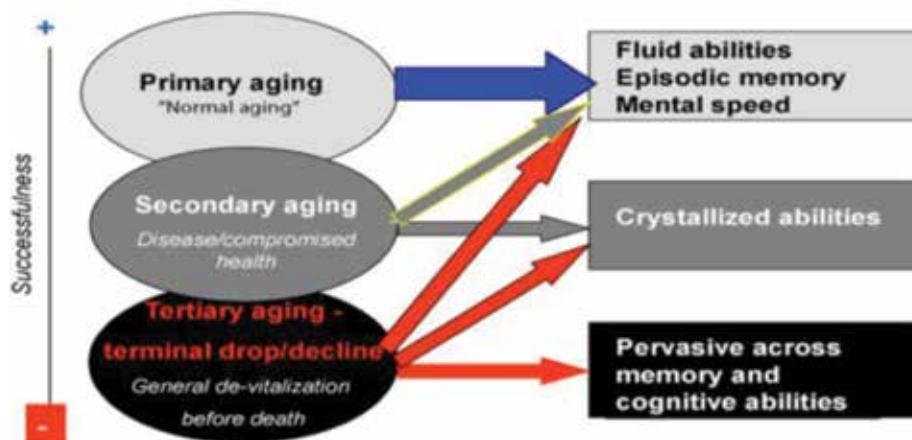 +
Successfulness
-
Primary aging
"Normal aging"
Secondary aging
Disease/compromised
health
Tertiary aging -
terminal drop/decline
General de-vitalization
before death
Fluid abilities
Episodic memory
Mental speed
Crystallized abilities
Pervasive across
memory and
cognitive abilities